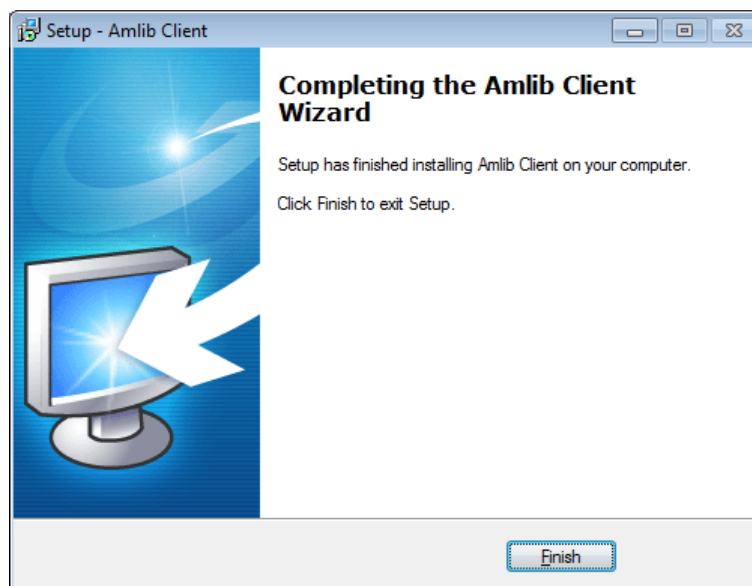 Setup - Amlib Client
Completing the Amlib Client
Wizard
Setup has finished installing Amlib Client on your computer.
Click Finish to exit Setup.
Finish